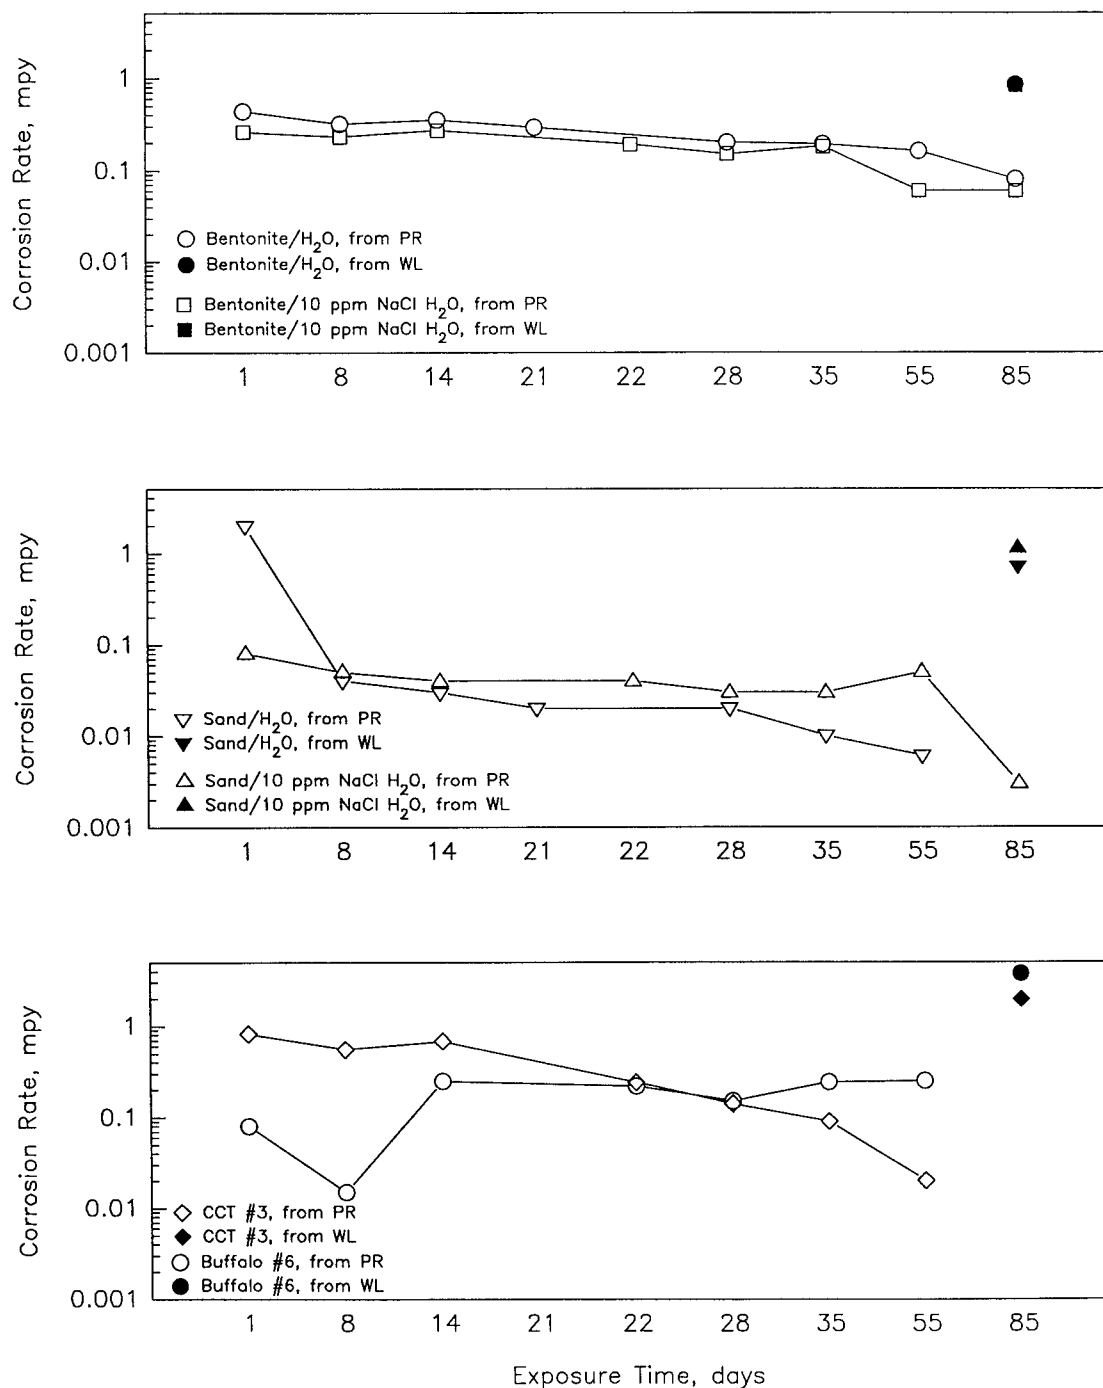 Corrosion Rate, mpy
1
0.1
0.01
0.001
Bentonite/H₂O, from PR
Bentonite/H₂O, from WL
Bentonite/10 ppm NaCl H₂O, from PR
Bentonite/10 ppm NaCl H₂O, from WL
1 8 14 21 22 28 35 55 85
Corrosion Rate, mpy
1
0.1
0.01
0.001
Sand/H₂O, from PR
Sand/H₂O, from WL
Sand/10 ppm NaCl H₂O, from PR
Sand/10 ppm NaCl H₂O, from WL
1 8 14 21 22 28 35 55 85
Corrosion Rate, mpy
1
0.1
0.01
0.001
CCT #3, from PR
CCT #3, from WL
Buffalo #6, from PR
Buffalo #6, from WL
1 8 14 21 22 28 35 55 85
Exposure Time, days